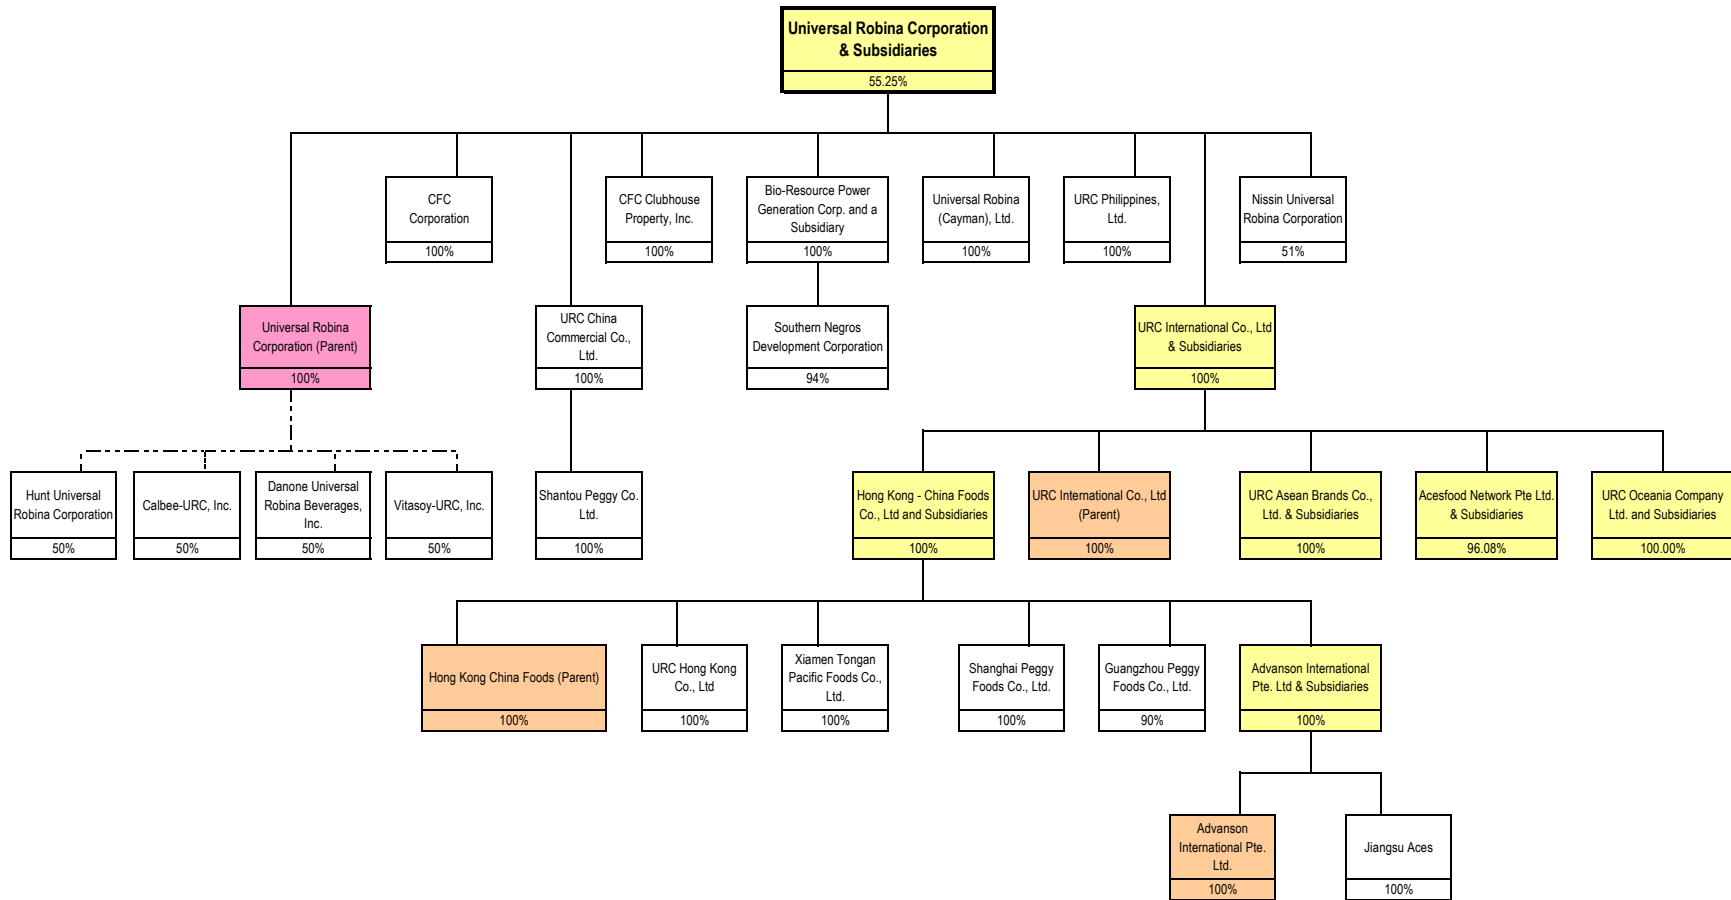 Universal Robina Corporation
& Subsidiaries
55.25%
CFC
Corporation
100%
CFC Clubhouse
Property, Inc.
100%
Bio-Resource Power
Generation Corp. and a
Subsidiary
100%
Universal Robina
(Cayman), Ltd.
100%
URC Philippines,
Ltd.
100%
Nissin Universal
Robina Corporation
51%
Universal Robina
Corporation (Parent)
100%
URC China
Commercial Co.,
Ltd.
100%
Southern Negros
Development Corporation
94%
URC International Co., Ltd
& Subsidiaries
100%
Hunt Universal
Robina Corporation
50%
Calbee-URC, Inc.
50%
Danone Universal
Robina Beverages,
Inc.
50%
Vitasoy-URC, Inc.
50%
Shantou Peggy Co.
Ltd.
100%
Hong Kong - China Foods
Co., Ltd and Subsidiaries
100%
URC International Co., Ltd
(Parent)
100%
URC Asean Brands Co.,
Ltd. & Subsidiaries
100%
Acesfood Network Pte Ltd.
& Subsidiaries
96.08%
URC Oceania Company
Ltd. and Subsidiaries
100.00%
Hong Kong China Foods (Parent)
100%
URC Hong Kong
Co., Ltd
100%
Xiamen Tongan
Pacific Foods Co.,
Ltd.
100%
Shanghai Peggy
Foods Co., Ltd.
100%
Guangzhou Peggy
Foods Co., Ltd.
90%
Advanson International
Pte. Ltd & Subsidiaries
100%
Advanson
International Pte.
Ltd.
100%
Jiangsu Aces
100%